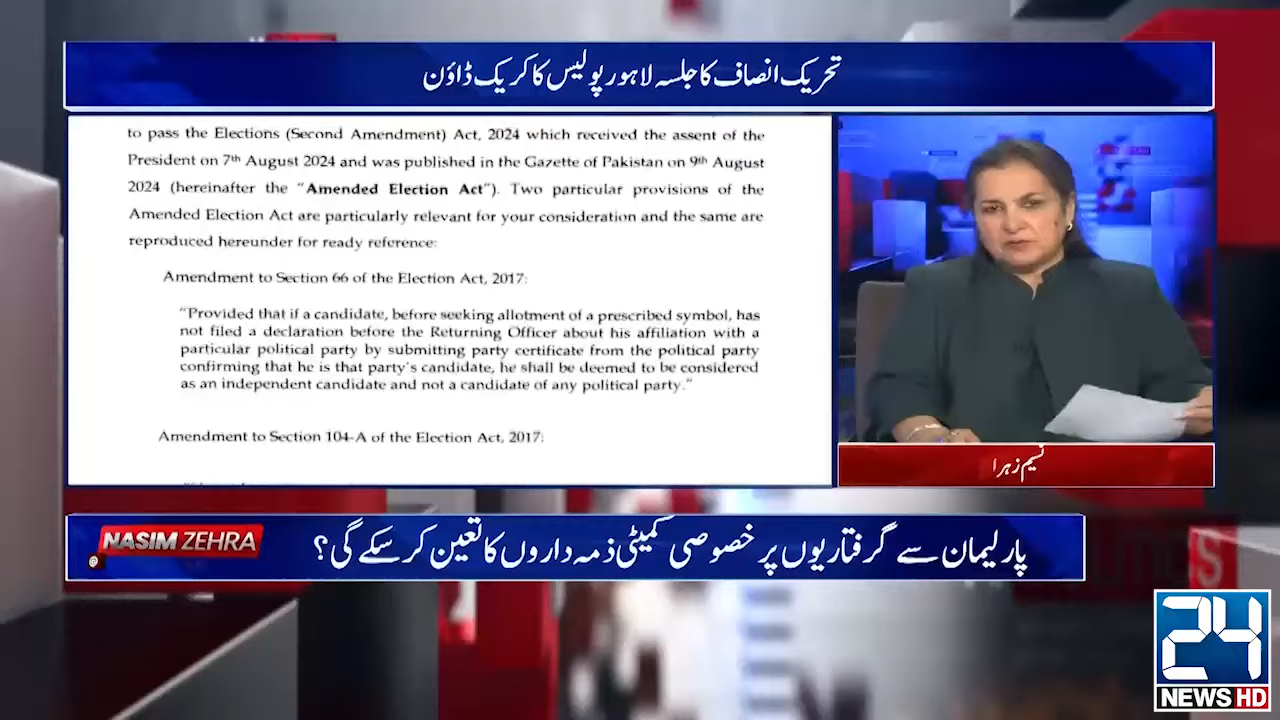 تحریک انصاف کا جلسہ لاہور پولیس کا کریک ڈاؤن
to pass the Elections (Second Amendment) Act, 2024 which received the assent of the
President on 7th August 2024 and was published in the Gazette of Pakistan on 9th August
2024 (hereinafter the “Amended Election Act”). Two particular provisions of the
Amended Election Act are particularly relevant for your consideration and the same are
reproduced hereunder for ready reference:
Amendment to Section 66 of the Election Act, 2017:
“Provided that if a candidate, before seeking allotment of a prescribed symbol, has
not filed a declaration before the Returning Officer about his affiliation with a
particular political party by submitting party certificate from the political party
confirming that he is that party's candidate, he shall be deemed to be considered
as an independent candidate and not a candidate of any political party.”
Amendment to Section 104-A of the Election Act, 2017:
نسیم زہرا
NASIM ZEHRA
@
پارلیمان سے گرفتاریوں پر خصوصی کمیٹی ذمہ داروں کا تعین کر سکے گی؟
24
NEWS HD